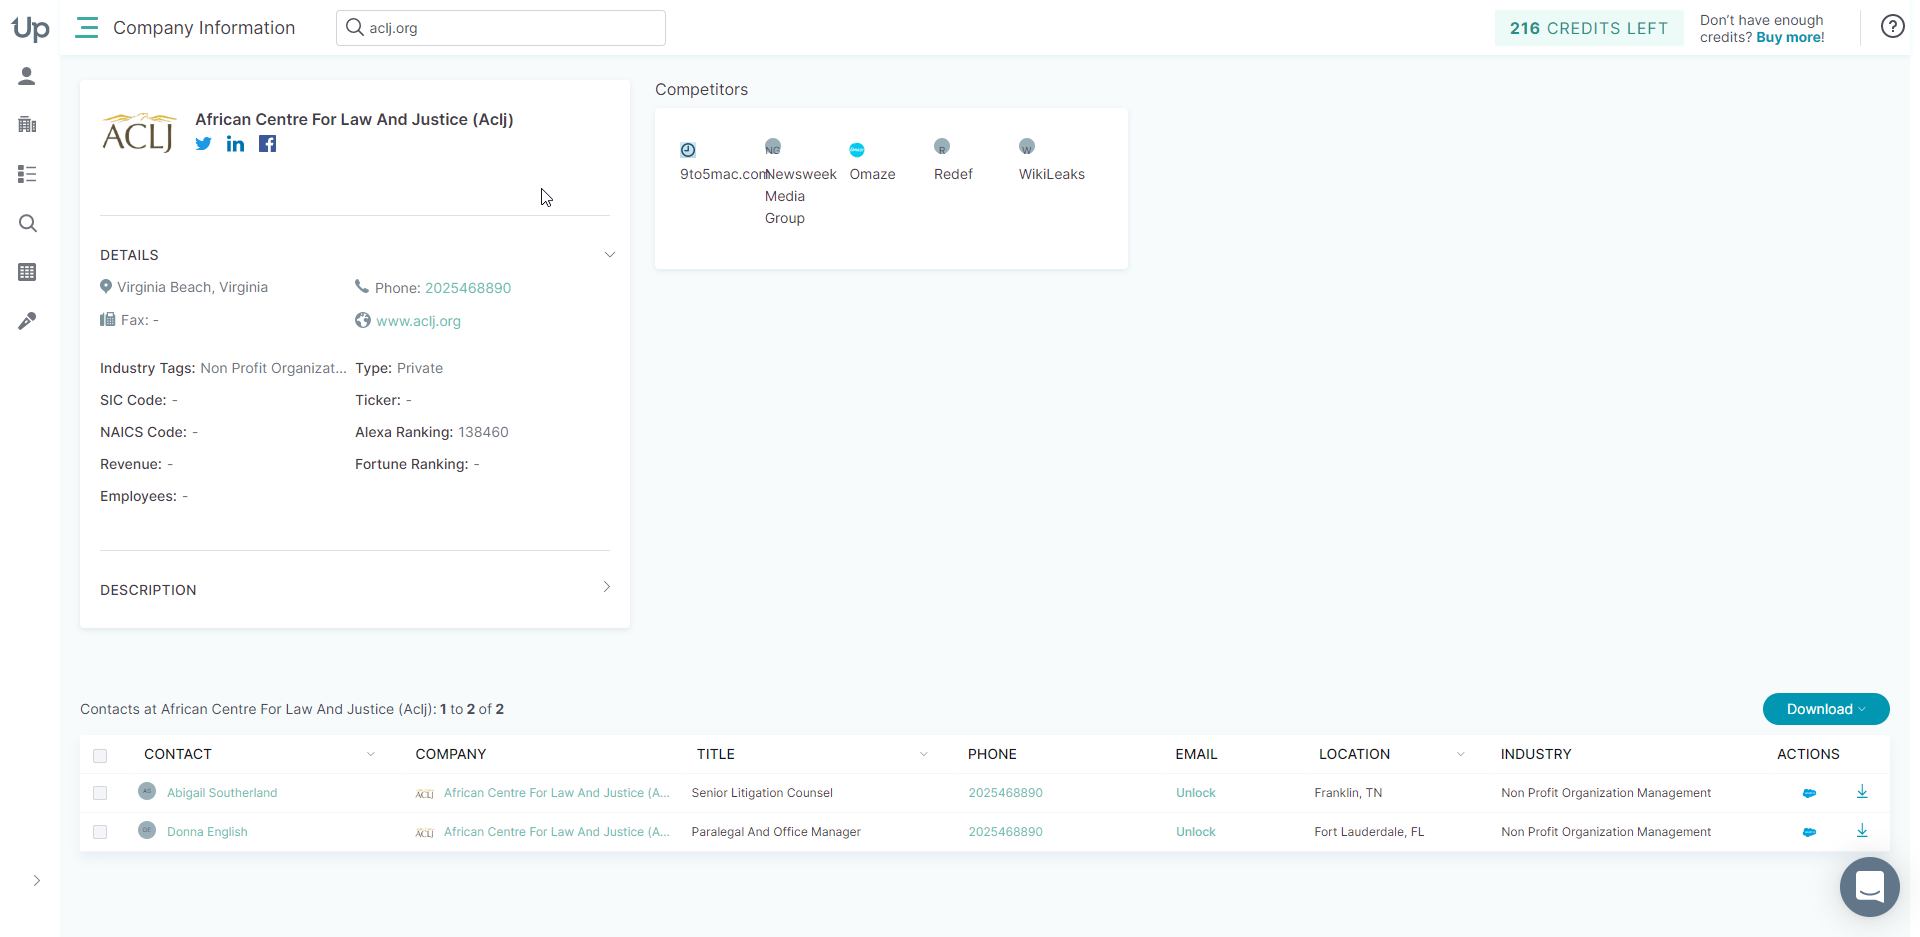 Up
Company Information
aclj.org
216 CREDITS LEFT
Don't have enough
credits? Buy more!
ACLJ
African Centre For Law And Justice (Aclj)
DETAILS
Virginia Beach, Virginia
Phone: 2025468890
Fax: -
www.aclj.org
Industry Tags: Non Profit Organizat...
Type: Private
SIC Code: -
Ticker: -
NAICS Code: -
Alexa Ranking: 138460
Revenue: -
Fortune Ranking: -
Employees: -
DESCRIPTION
Competitors
9to5mac.com
NG
Newsweek
Media
Group
Omaze
R
Redef
W
WikiLeaks
Contacts at African Centre For Law And Justice (Aclj): 1 to 2 of 2
Download
CONTACT COMPANY TITLE PHONE EMAIL LOCATION INDUSTRY ACTIONS
AS Abigail Southerland ACLJ African Centre For Law And Justice (A... Senior Litigation Counsel 2025468890 Unlock Franklin, TN Non Profit Organization Management
DE Donna English ACLJ African Centre For Law And Justice (A... Paralegal And Office Manager 2025468890 Unlock Fort Lauderdale, FL Non Profit Organization Management